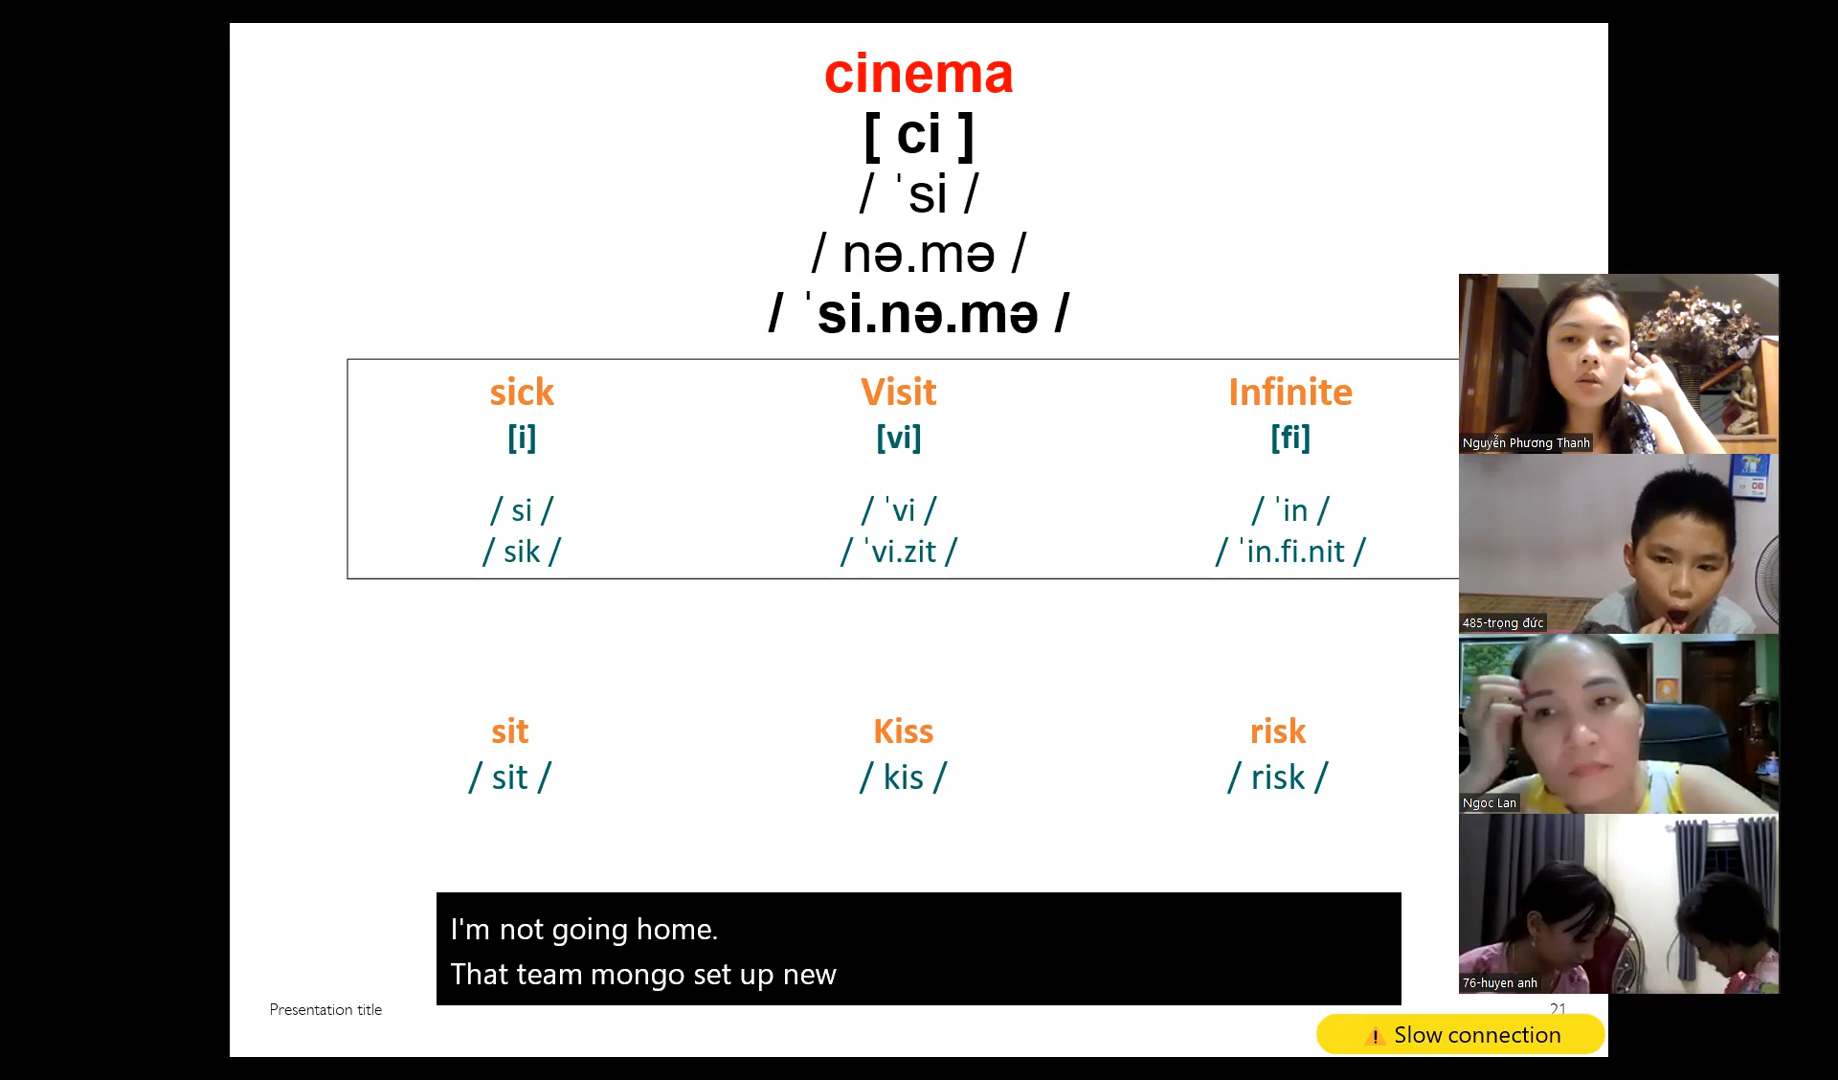 cinema
[ ci ]
/ ˈsi /
/ nə.mə /
/ ˈsi.nə.mə /
sick Visit Infinite
[i] [vi] [fi]
/ si / / ˈvi / / ˈin /
/ sik / / ˈvi.zit / / ˈin.fi.nit /
sit Kiss risk
/ sit / / kis / / risk /
I'm not going home.
That team mongo set up new
Presentation title
21
Slow connection
Nguyễn Phương Thanh
485-trọng đức
Ngoc Lan
76-huyen anh